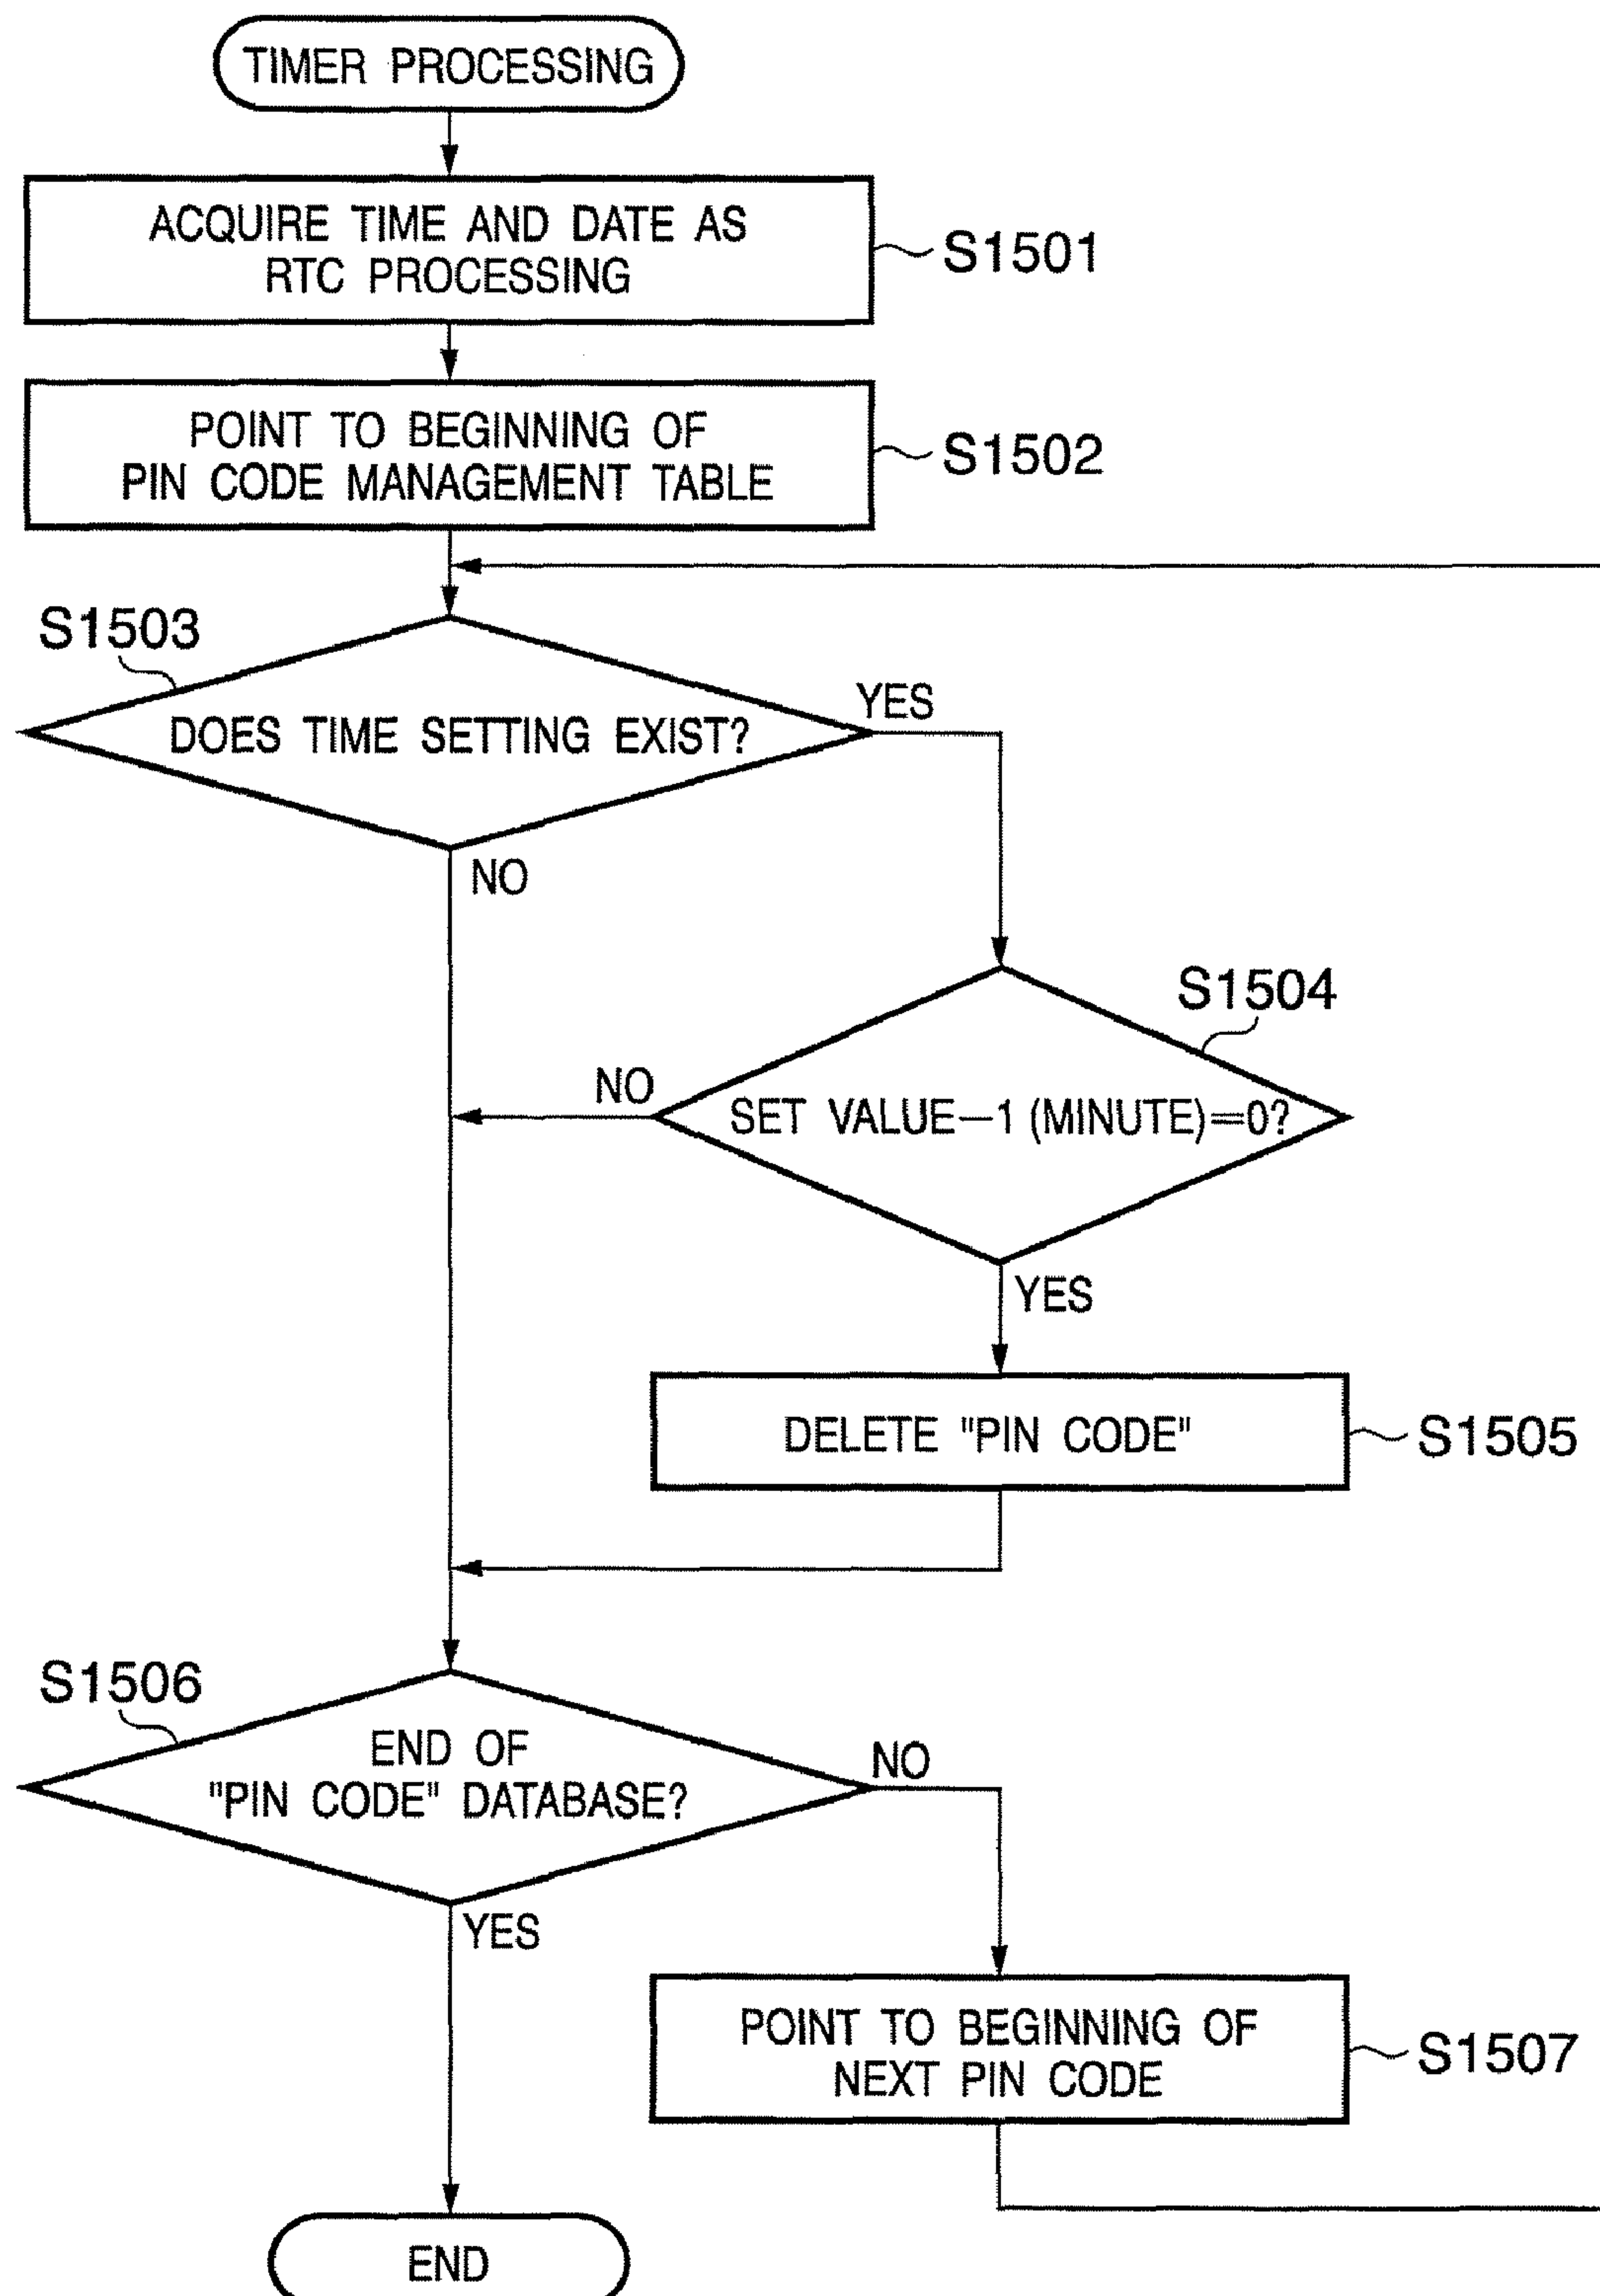 TIMER PROCESSING
ACQUIRE TIME AND DATE AS
RTC PROCESSING
S1501
POINT TO BEGINNING OF
PIN CODE MANAGEMENT TABLE
S1502
S1503
DOES TIME SETTING EXIST?
YES
NO
S1504
NO
SET VALUE—1 (MINUTE)=0?
YES
DELETE "PIN CODE"
S1505
S1506
END OF
"PIN CODE" DATABASE?
NO
YES
POINT TO BEGINNING OF
NEXT PIN CODE
S1507
END